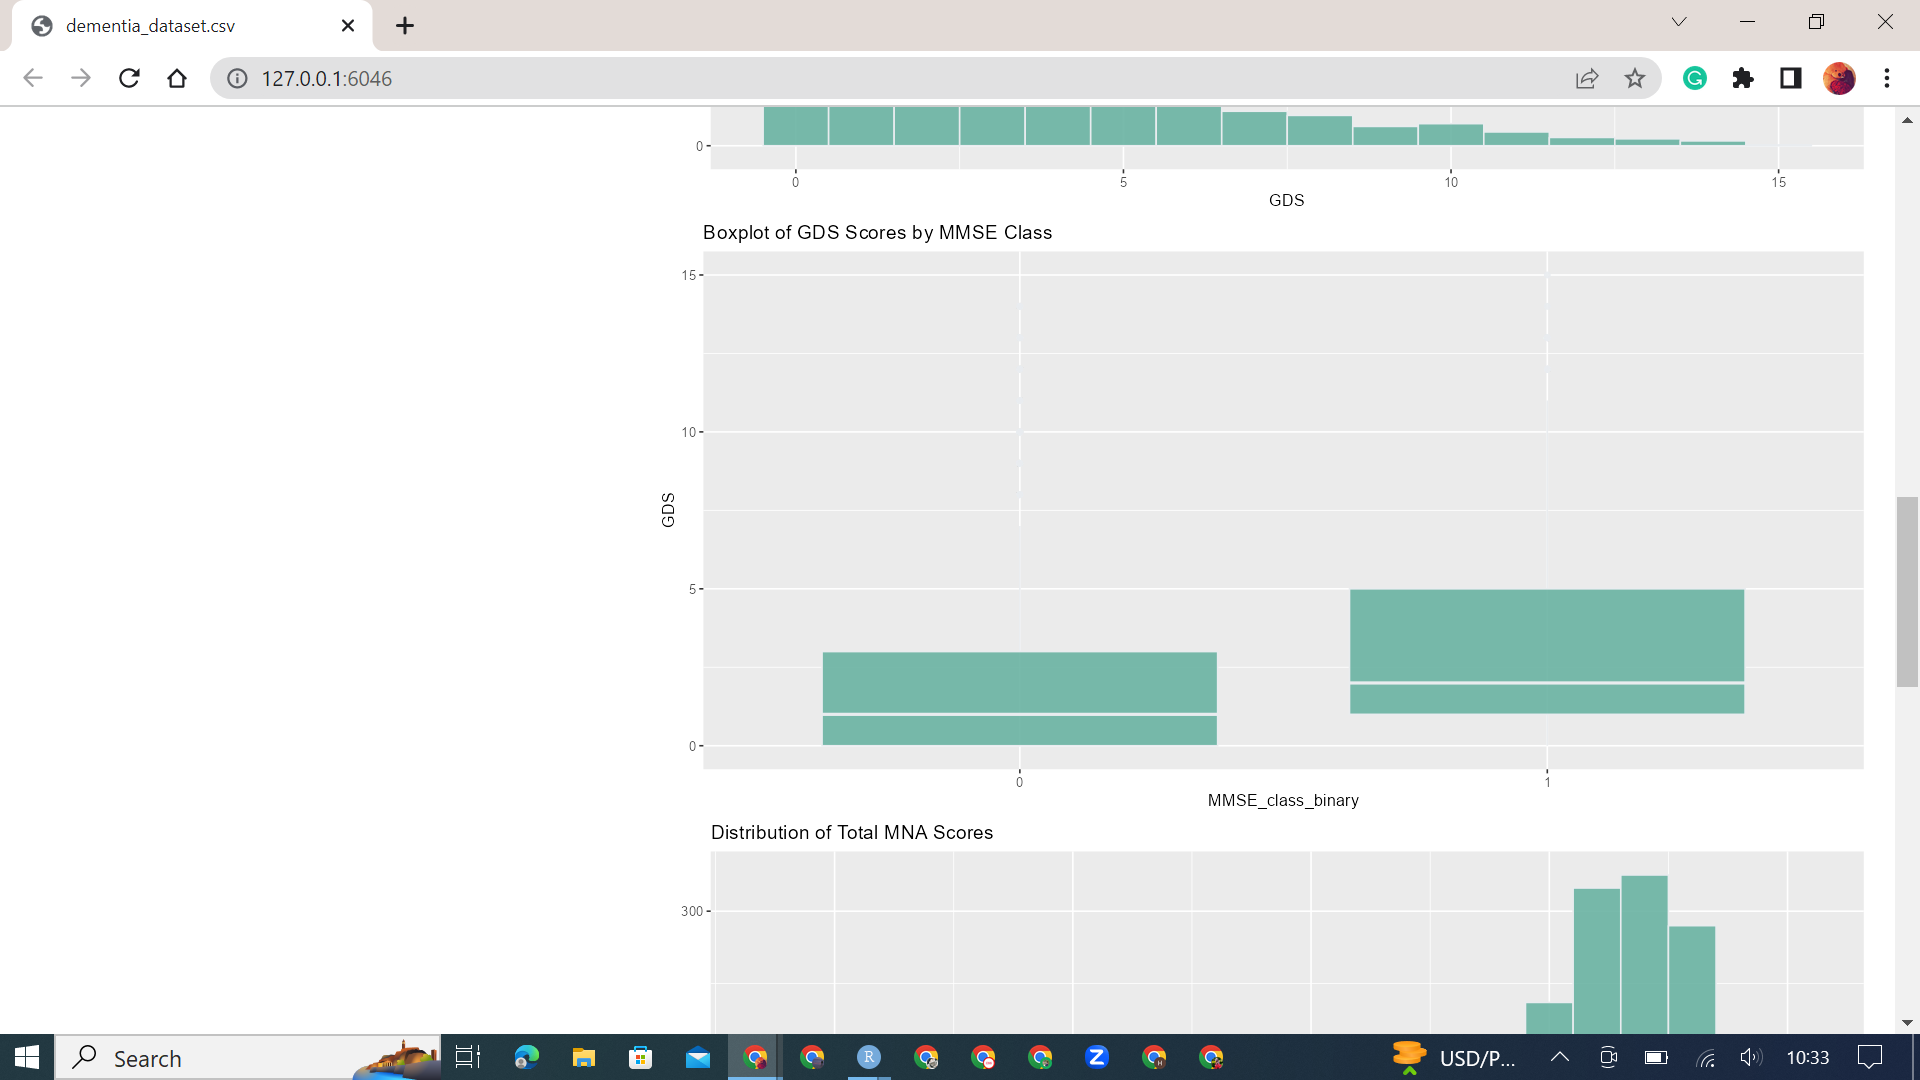 dementia_dataset.csv
127.0.0.1:6046
0
0 5 10 15
GDS
Boxplot of GDS Scores by MMSE Class
15
10
GDS
5
0
0 1
MMSE_class_binary
Distribution of Total MNA Scores
300
Search
R
Z
USD/P...
10:33